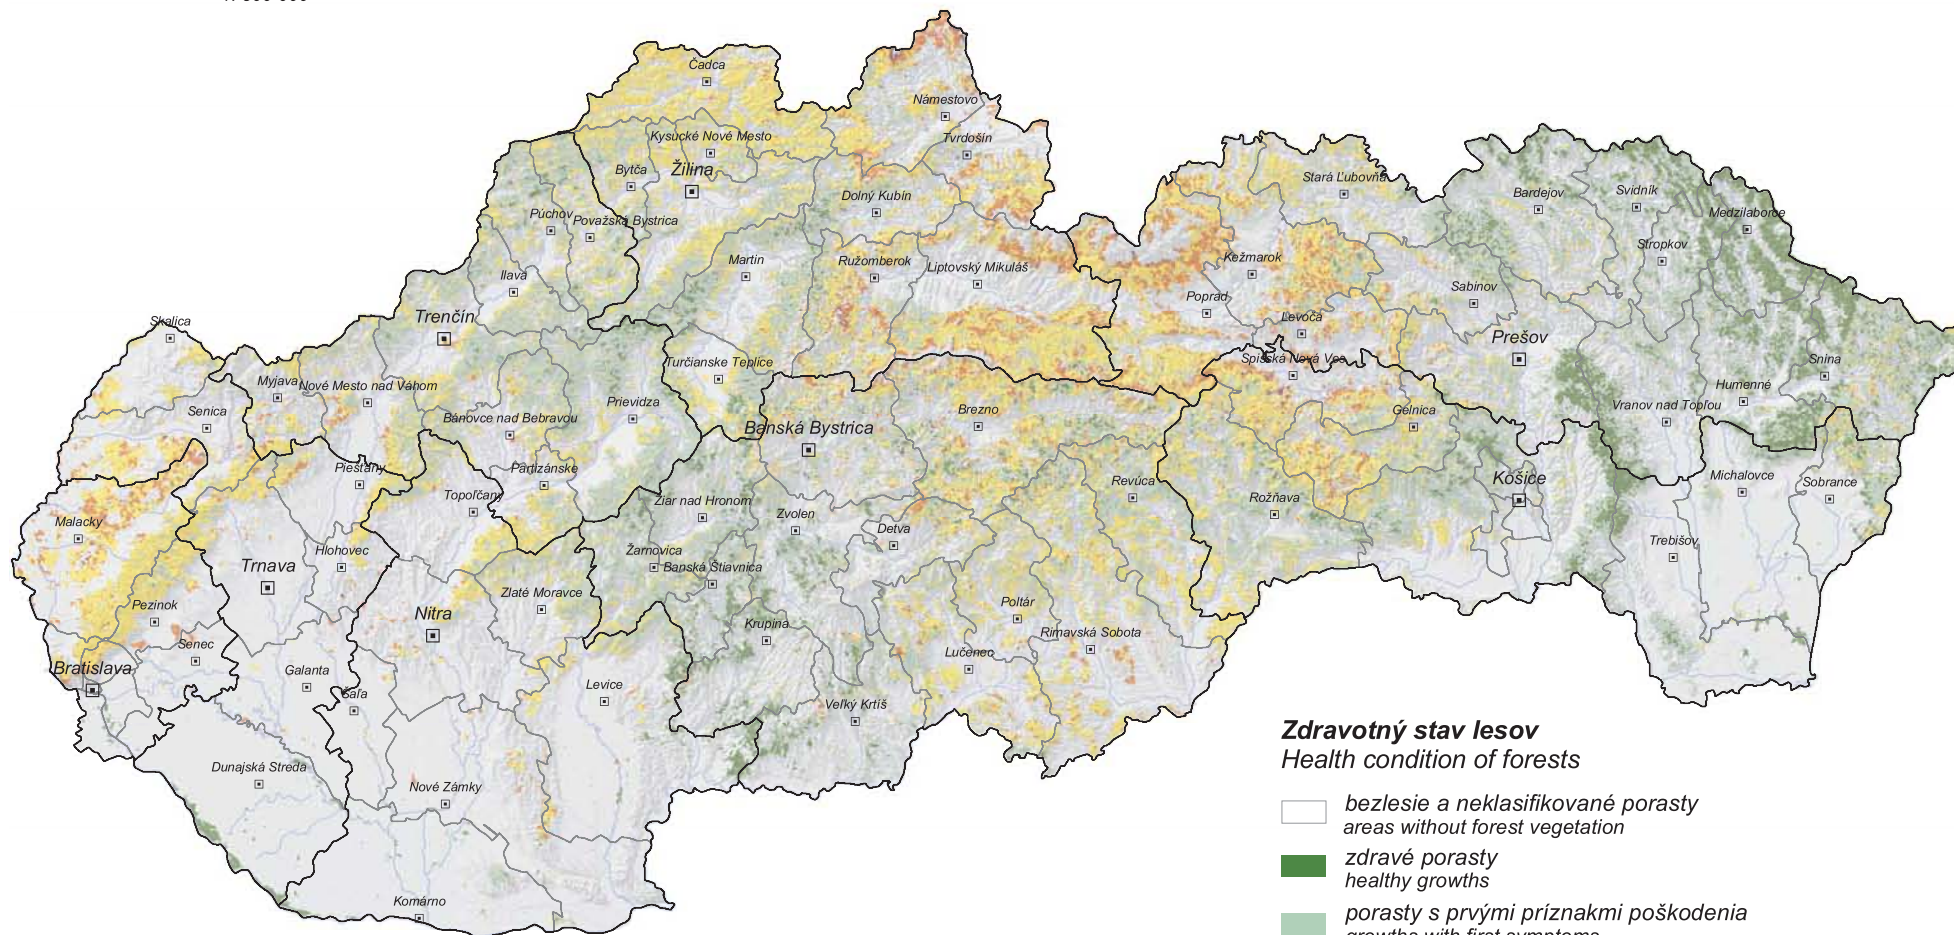 Čadca
Námestovo
Kysucké Nové Mesto
Tvrdošín
Bytča
Žilina
Stará Ľubovňa
Bardejov
Svidník
Dolný Kubín
Medzilaborce
Púchov
Považská Bystrica
Stropkov
Martin
Ružomberok
Liptovský Mikuláš
Kežmarok
Ilava
Sabinov
Poprad
Trenčín
Skalica
Levoča
Prešov
Turčianske Teplice
Spišská Nová Ves
Snina
Myjava
Nové Mesto nad Váhom
Humenné
Prievidza
Senica
Bánovce nad Bebravou
Brezno
Gelnica
Vranov nad Topľou
Banská Bystrica
Piešťany
Partizánske
Revúca
Košice
Michalovce
Sobrance
Topoľčany
Žiar nad Hronom
Rožňava
Malacky
Zvolen
Detva
Hlohovec
Žarnovica
Trebišov
Trnava
Banská Štiavnica
Zlaté Moravce
Pezinok
Nitra
Poltár
Krupina
Rimavská Sobota
Senec
Lučenec
Bratislava
Galanta
Šaľa
Levice
Veľký Krtíš
Dunajská Streda
Nové Zámky
Komárno
Zdravotný stav lesov
Health condition of forests
bezlesie a neklasifikované porasty
areas without forest vegetation
zdravé porasty
healthy growths
porasty s prvými príznakmi poškodenia
growths with first symptoms